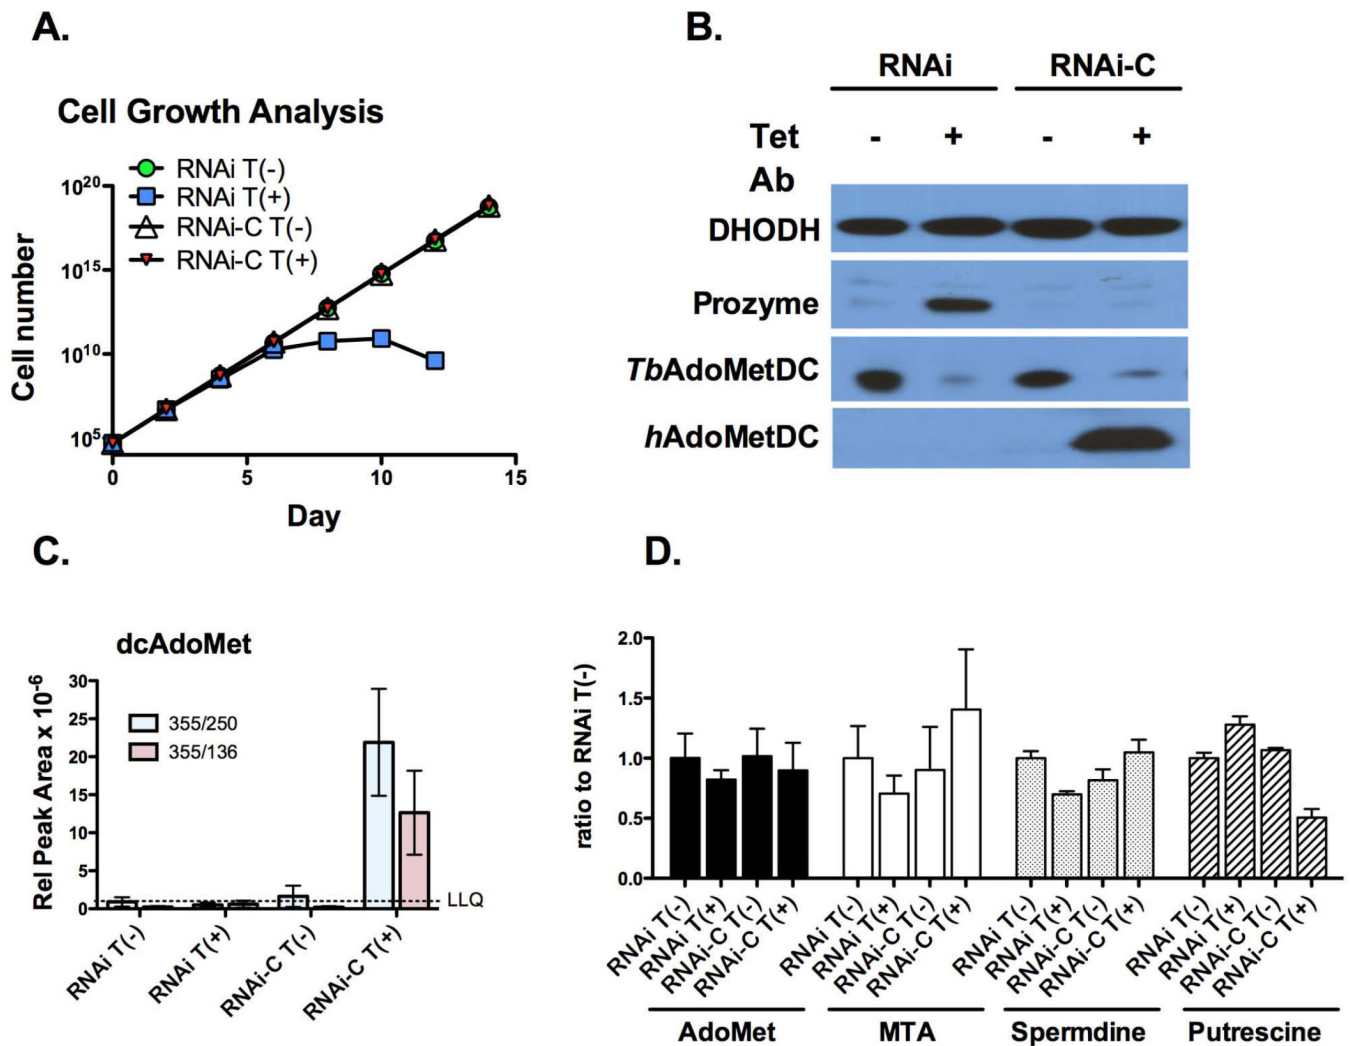 A.
Cell Growth Analysis
RNAi T(-)
RNAi T(+)
RNAi-C T(-)
RNAi-C T(+)
Cell number
10^20
10^15
10^10
10^5
0 5 10 15
Day
B.
RNAi RNAi-C
Tet - + - +
Ab
DHODH
Prozyme
TbAdoMetDC
hAdoMetDC
C.
dcAdoMet
Rel Peak Area x 10^-6
30
25
20
15
10
5
0
355/250
355/136
LLQ
RNAi T(-) RNAi T(+) RNAi-C T(-) RNAi-C T(+)
D.
ratio to RNAi T(-)
2.0
1.5
1.0
0.5
0.0
RNAi T(-) RNAi T(+) RNAi-C T(-) RNAi-C T(+) RNAi T(-) RNAi T(+) RNAi-C T(-) RNAi-C T(+) RNAi T(-) RNAi T(+) RNAi-C T(-) RNAi-C T(+) RNAi T(-) RNAi T(+) RNAi-C T(-) RNAi-C T(+)
AdoMet MTA Spermdine Putrescine